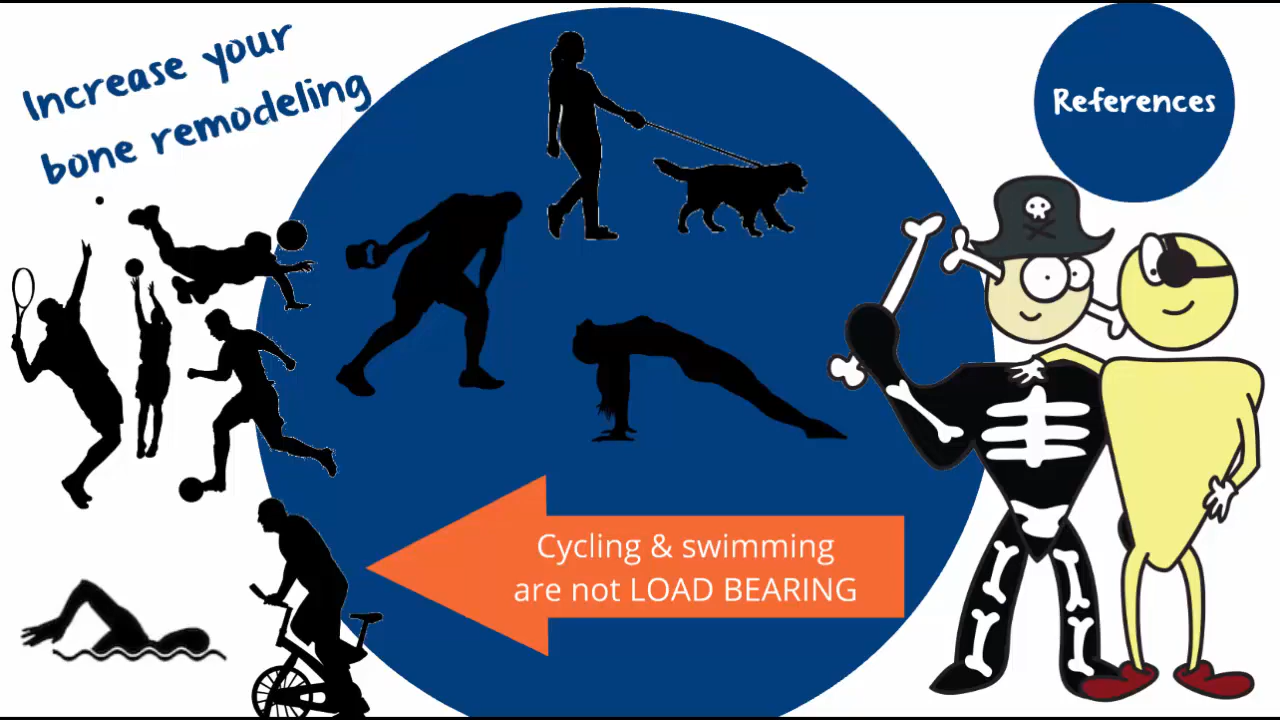 Increase your
bone remodeling
References
Cycling & swimming
are not LOAD BEARING